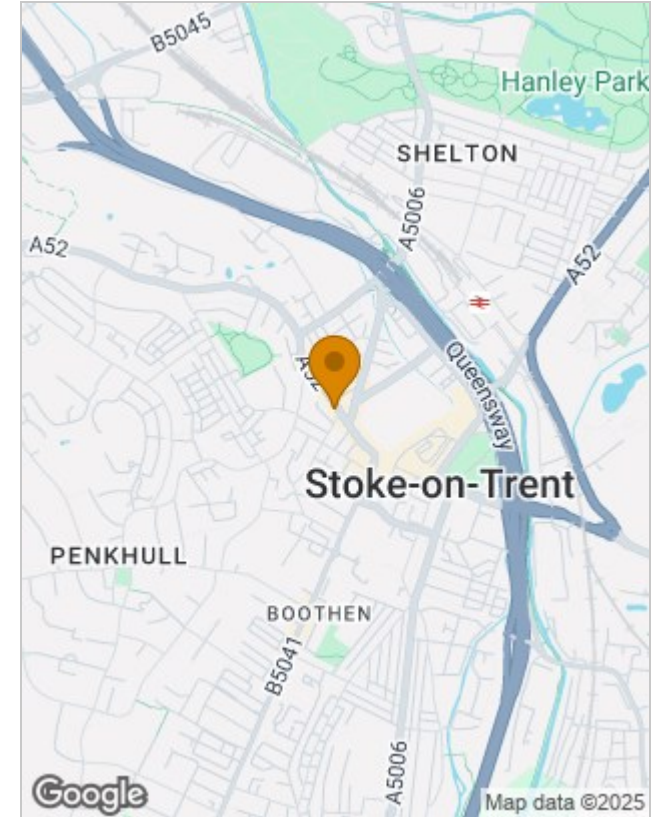 B5045
Hanley Park
SHELTON
A5006
A52
A52
A52
Queensway
Stoke-on-Trent
PENKHULL
BOOTHEN
B5041
A5006
Google
Map data ©2025